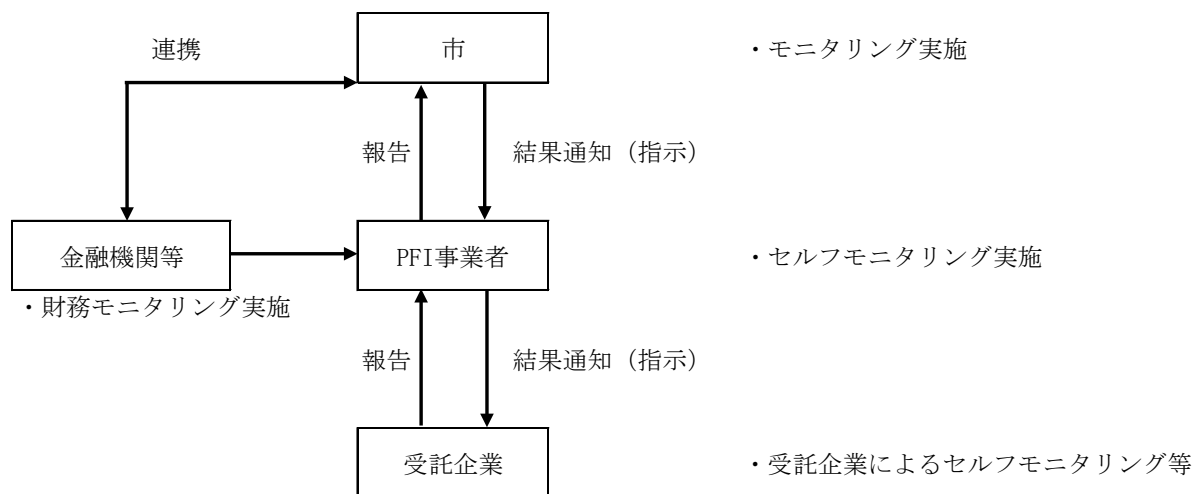 連携
市
・モニタリング実施
報告
結果通知（指示）
金融機関等
PFI事業者
・セルフモニタリング実施
・財務モニタリング実施
報告
結果通知（指示）
受託企業
・受託企業によるセルフモニタリング等